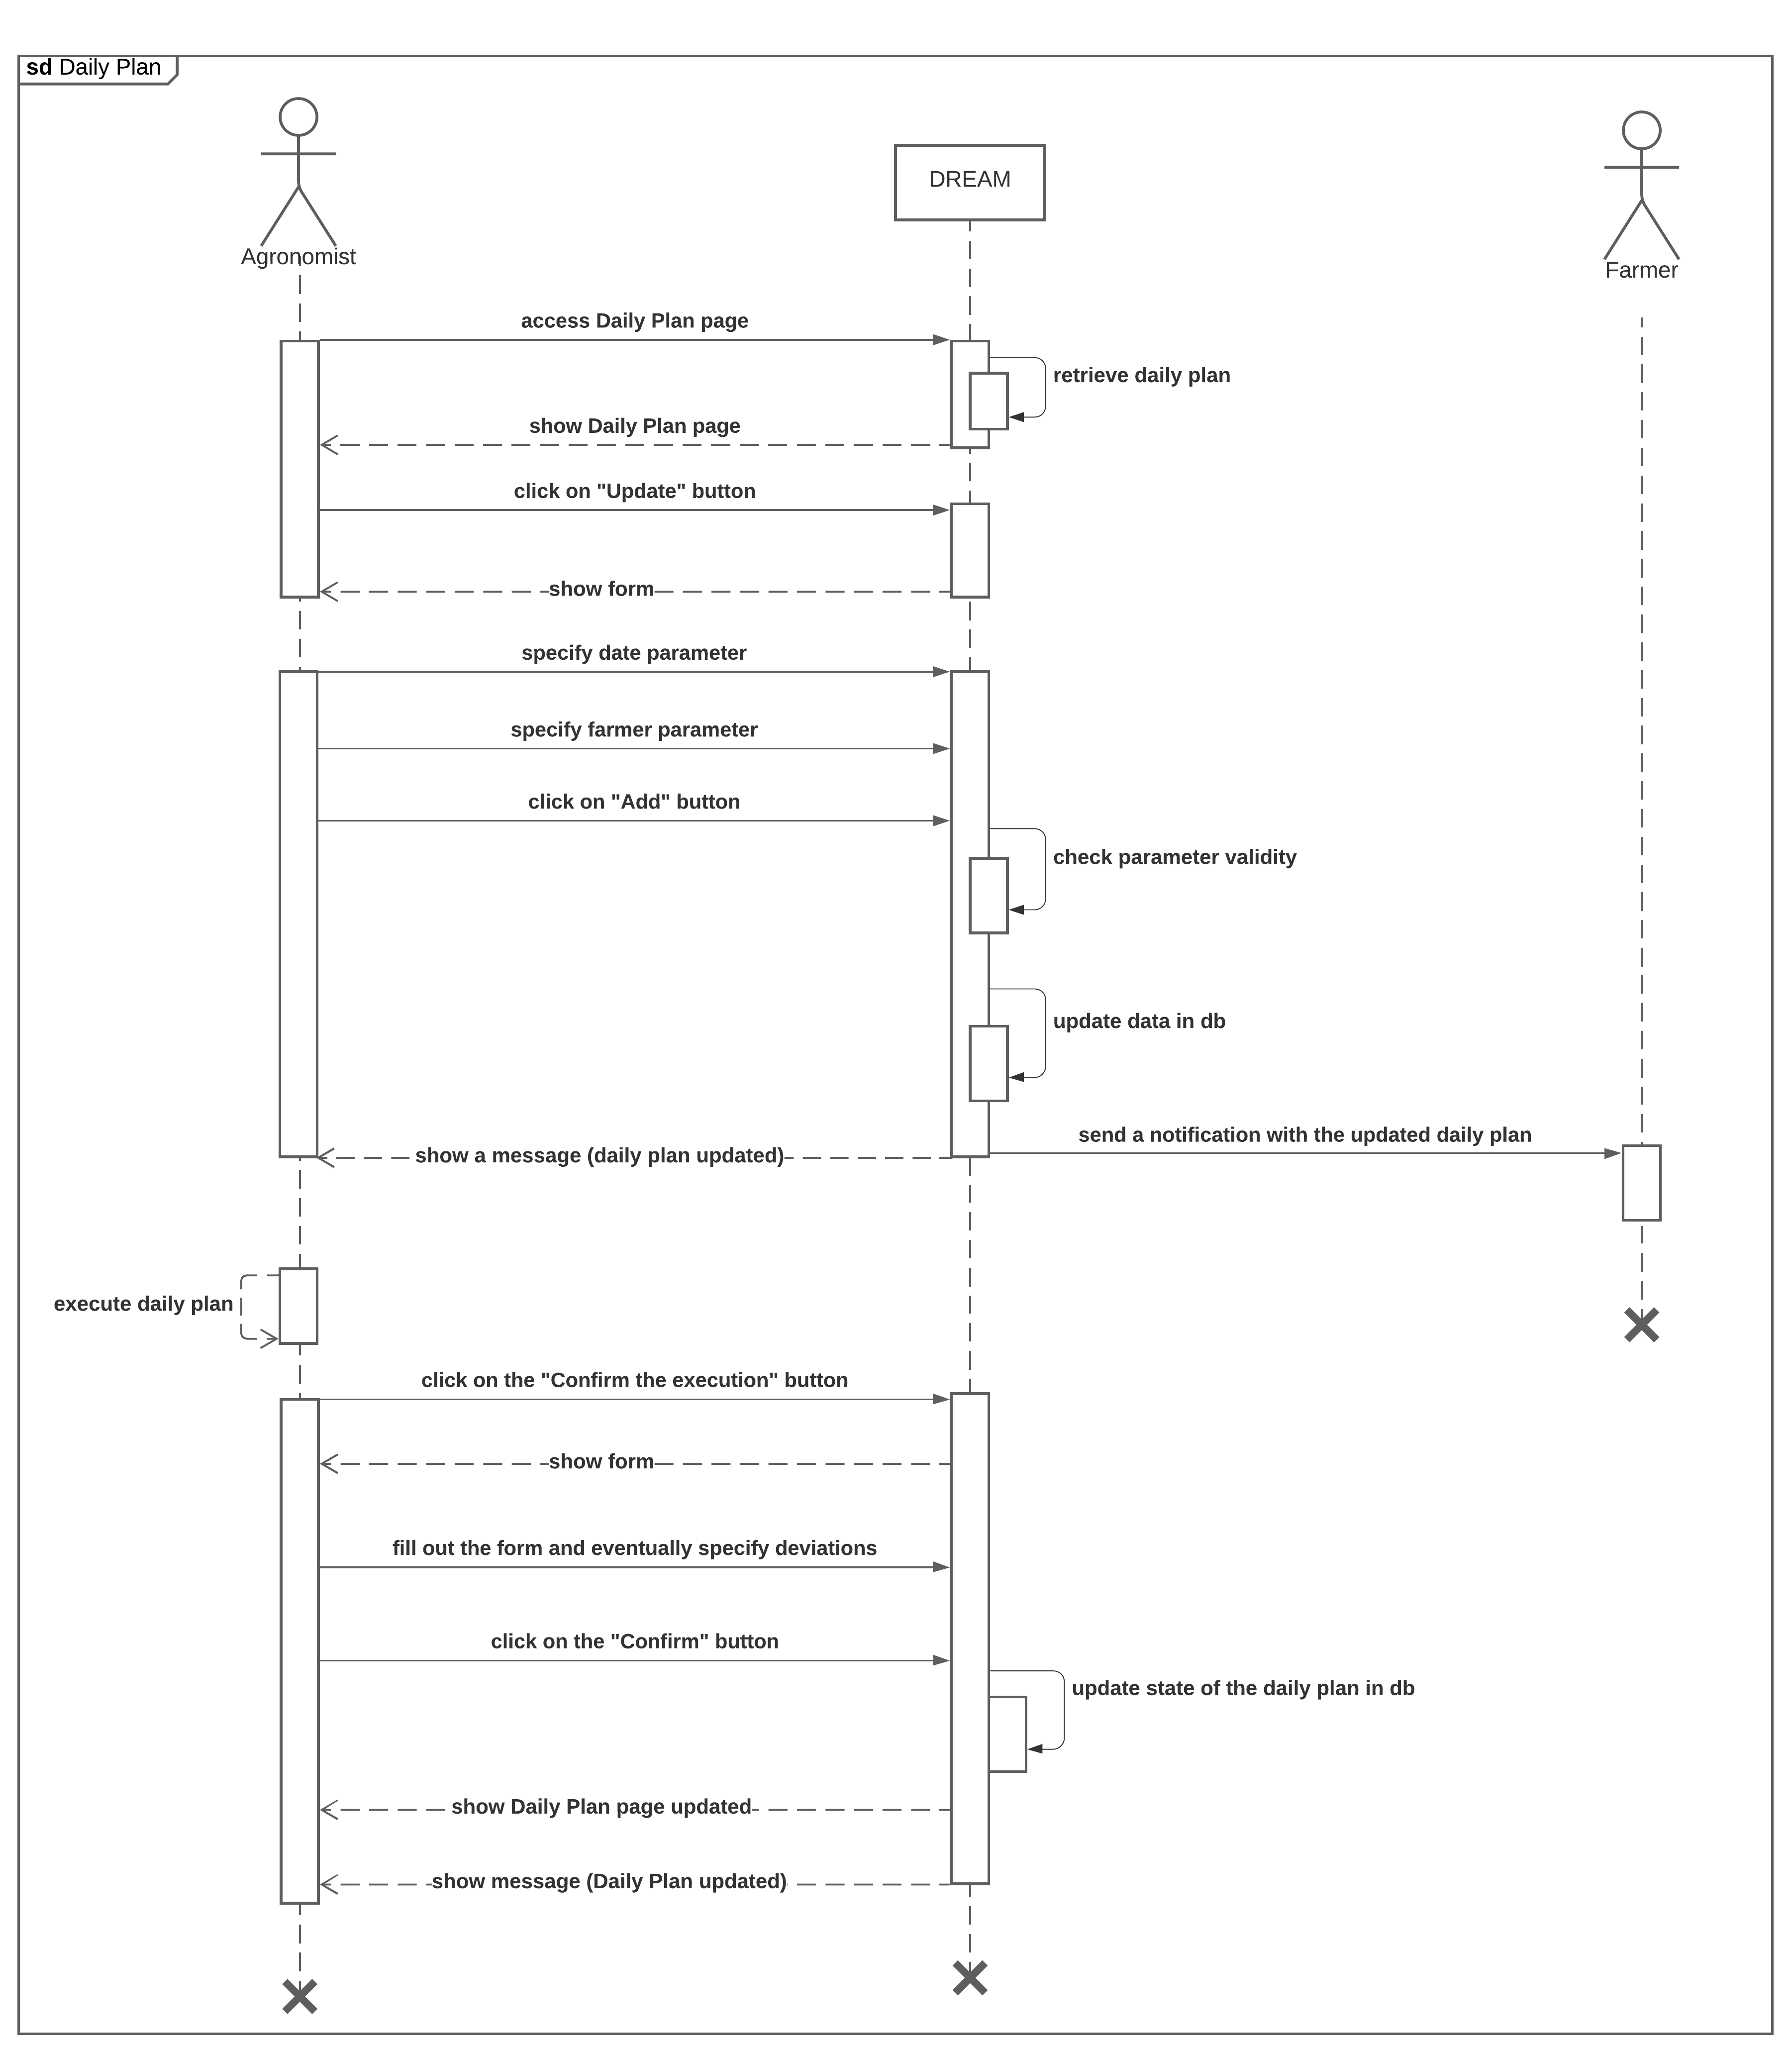 sd Daily Plan
Agronomist
DREAM
Farmer
access Daily Plan page
retrieve daily plan
show Daily Plan page
click on "Update" button
show form
specify date parameter
specify farmer parameter
click on "Add" button
check parameter validity
update data in db
send a notification with the updated daily plan
show a message (daily plan updated)
execute daily plan
click on the "Confirm the execution" button
show form
fill out the form and eventually specify deviations
click on the "Confirm" button
update state of the daily plan in db
show Daily Plan page updated
show message (Daily Plan updated)